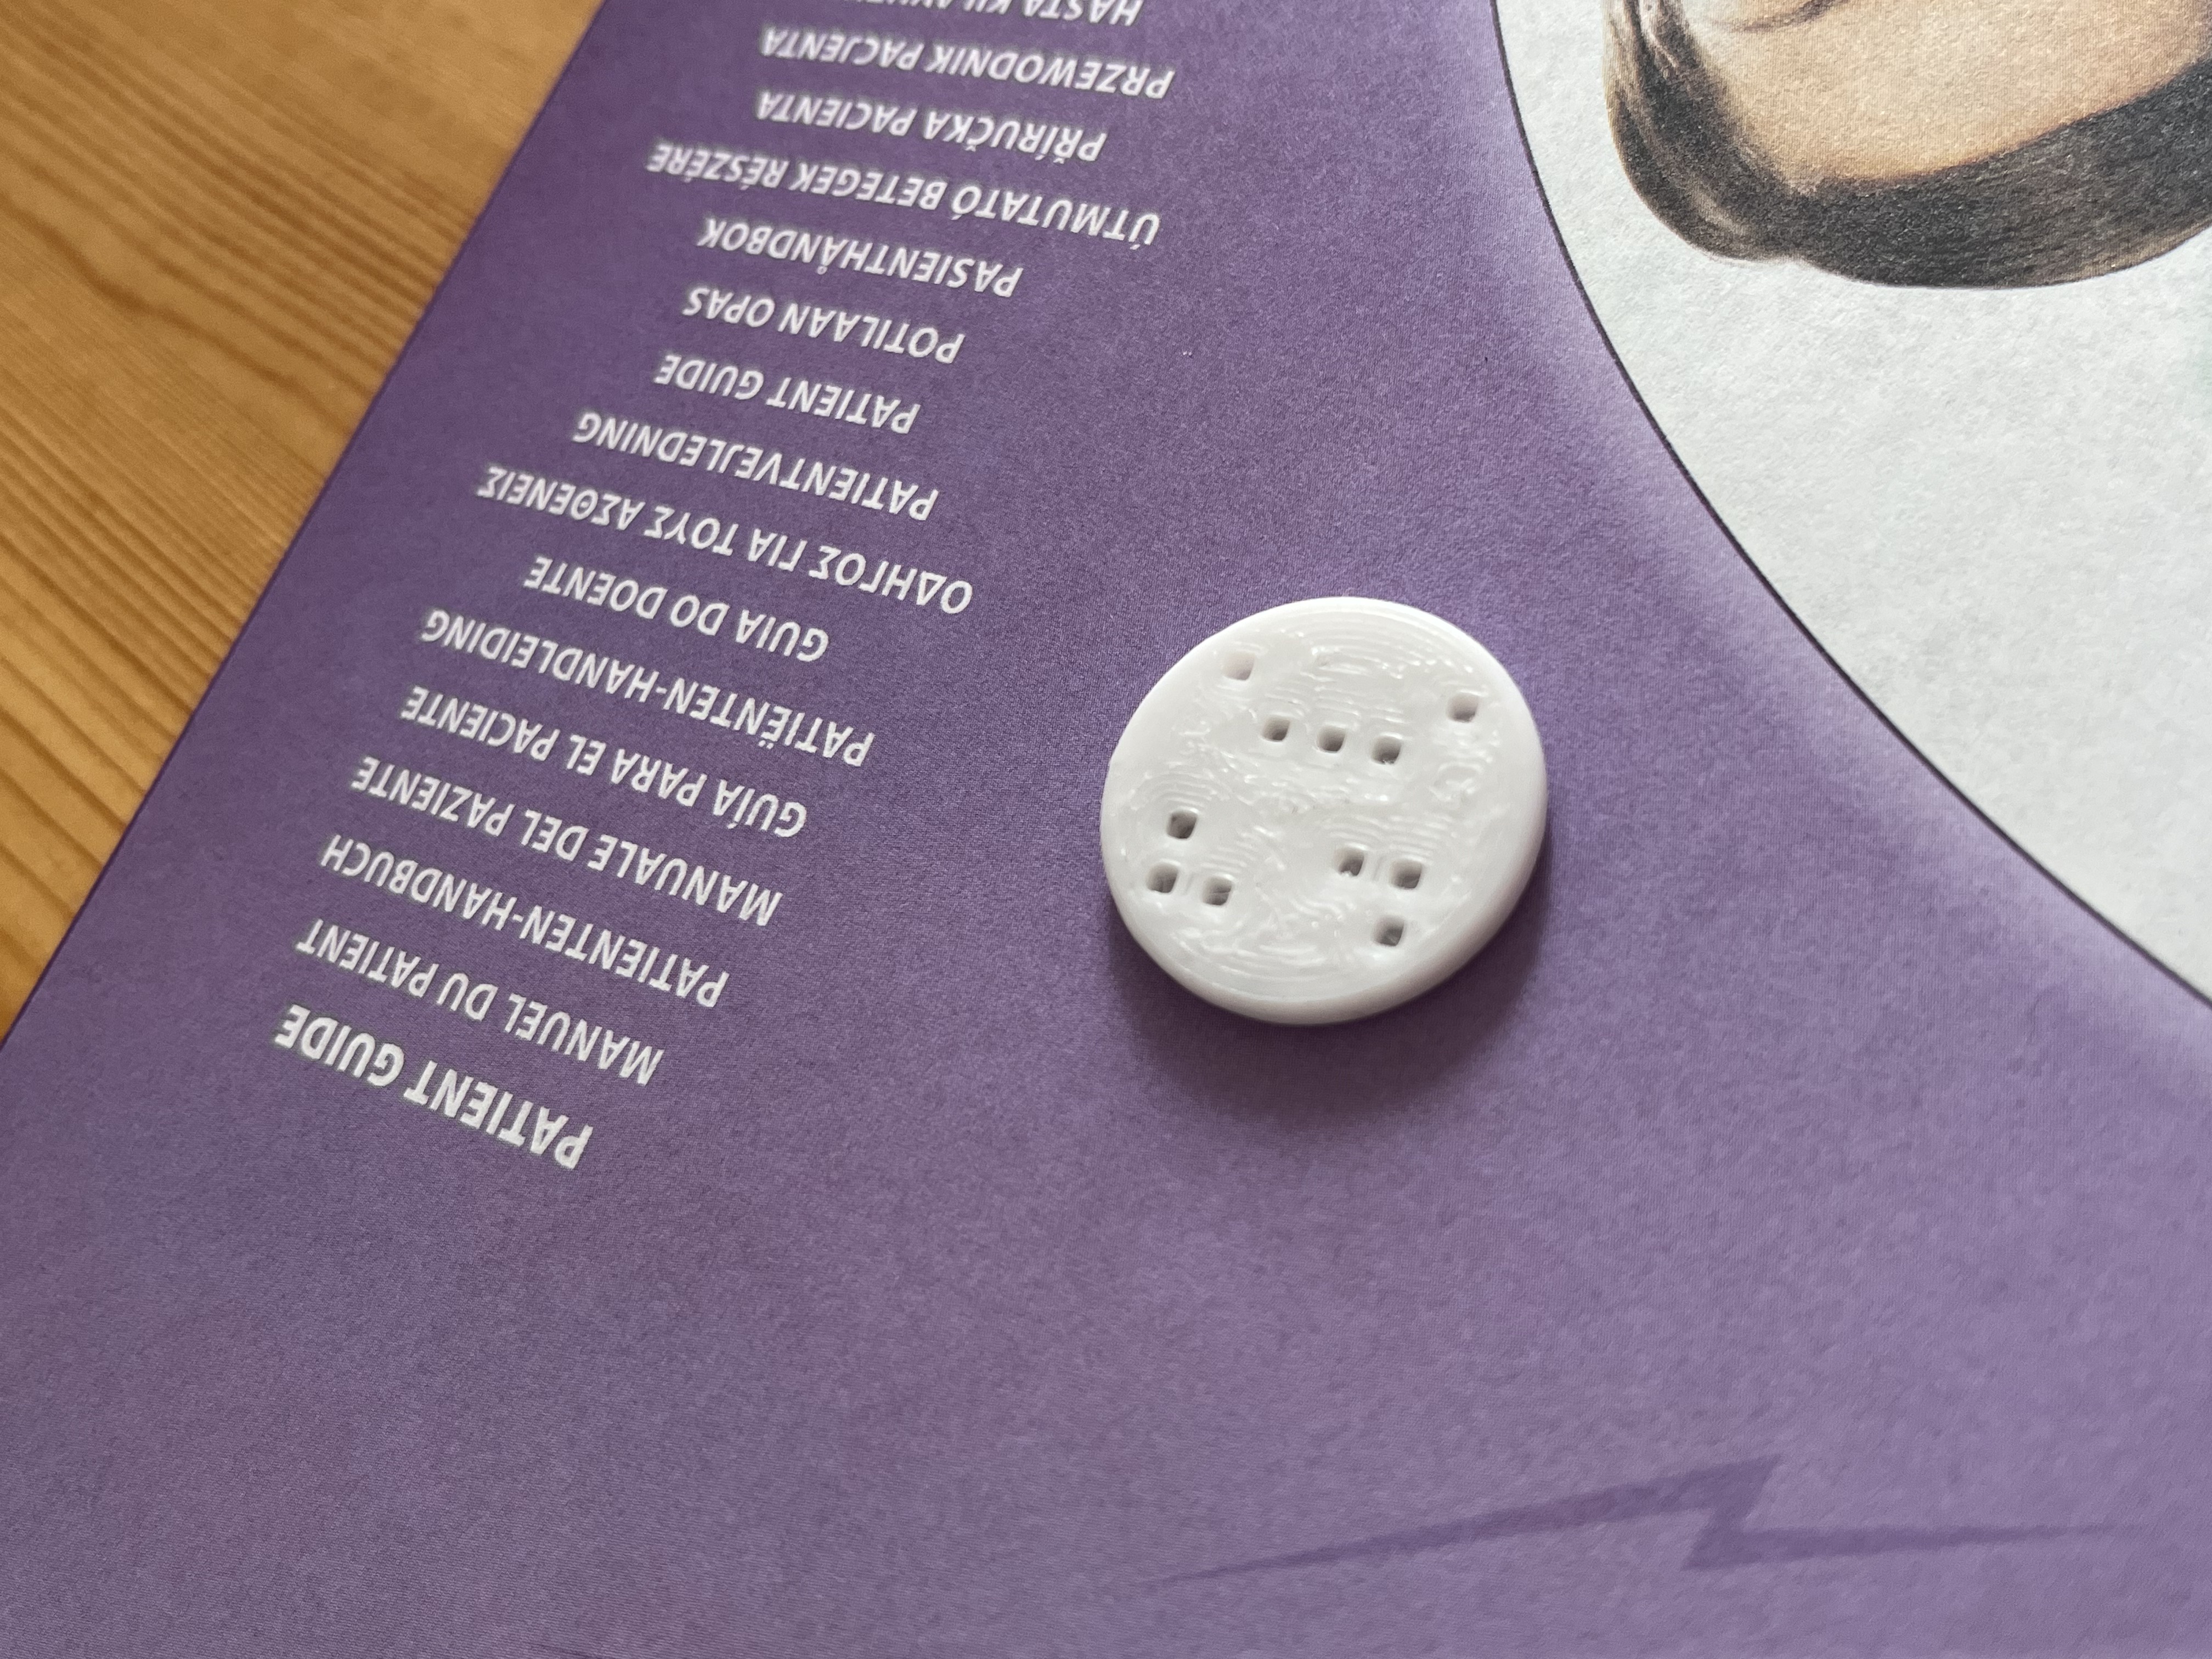 PATIENT GUIDE
MANUEL DU PATIENT
PATIENTEN-HANDBUCH
MANUALE DEL PAZIENTE
GUÍA PARA EL PACIENTE
PATIËNTEN-HANDLEIDING
GUIA DO DOENTE
ΟΔΗΓΟΣ ΓΙΑ ΤΟΥΣ ΑΣΘΕΝΕΙΣ
PATIENTVEJLEDNING
PATIENT GUIDE
POTILAAN OPAS
PASIENTHÅNDBOK
ÚTMUTATÓ BETEGEK RÉSZÉRE
PŘÍRUČKA PACIENTA
PRZEWODNIK PACJENTA
HASTA